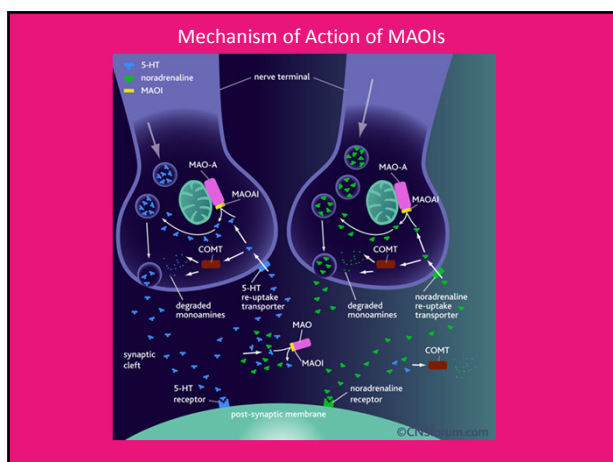 Mechanism of Action of MAOIs
5-HT
noradrenaline
MAOI
nerve terminal
MAO-A
MAOAI
COMT
degraded
monoamines
5-HT
re-uptake
transporter
MAO-A
MAOAI
COMT
degraded
monoamines
noradrenaline
re-uptake
transporter
MAO
MAOI
COMT
synaptic
cleft
5-HT
receptor
noradrenaline
receptor
post-synaptic membrane
©CNSforum.com